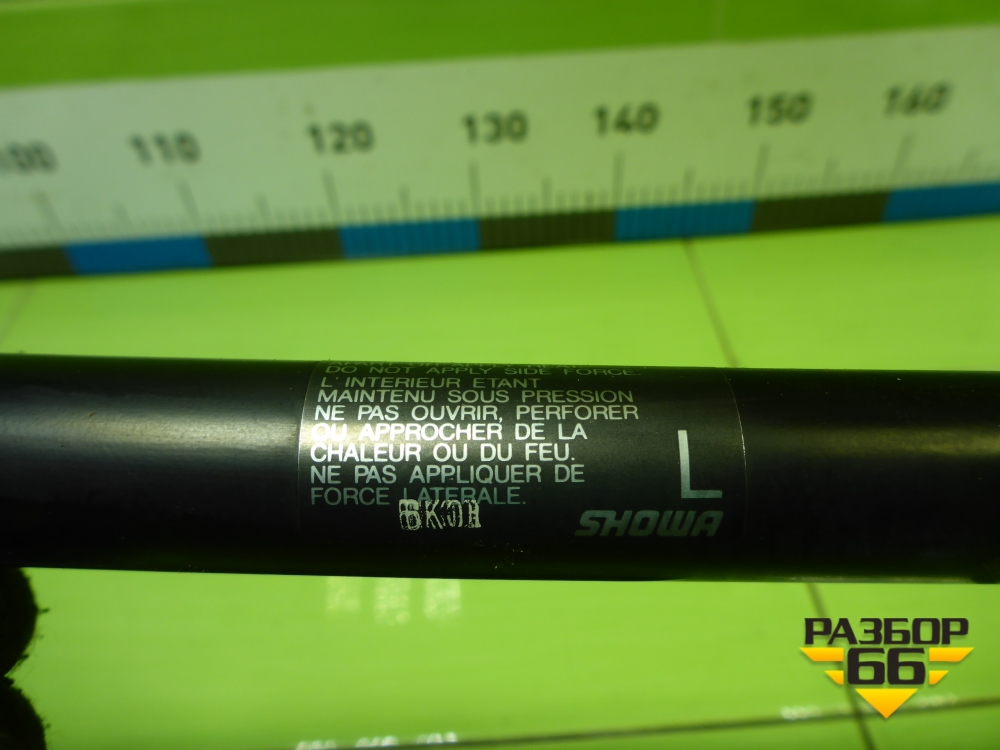 100 110 120 130 140 150 160
DO NOT APPLY SIDE FORCE.
L'INTERIEUR ETANT
MAINTENU SOUS PRESSION
NE PAS OUVRIR, PERFORER
OU APPROCHER DE LA
CHALEUR OU DU FEU.
NE PAS APPLIQUER DE
FORCE LATERALE.
L
SHOWA
РАЗБОР
66